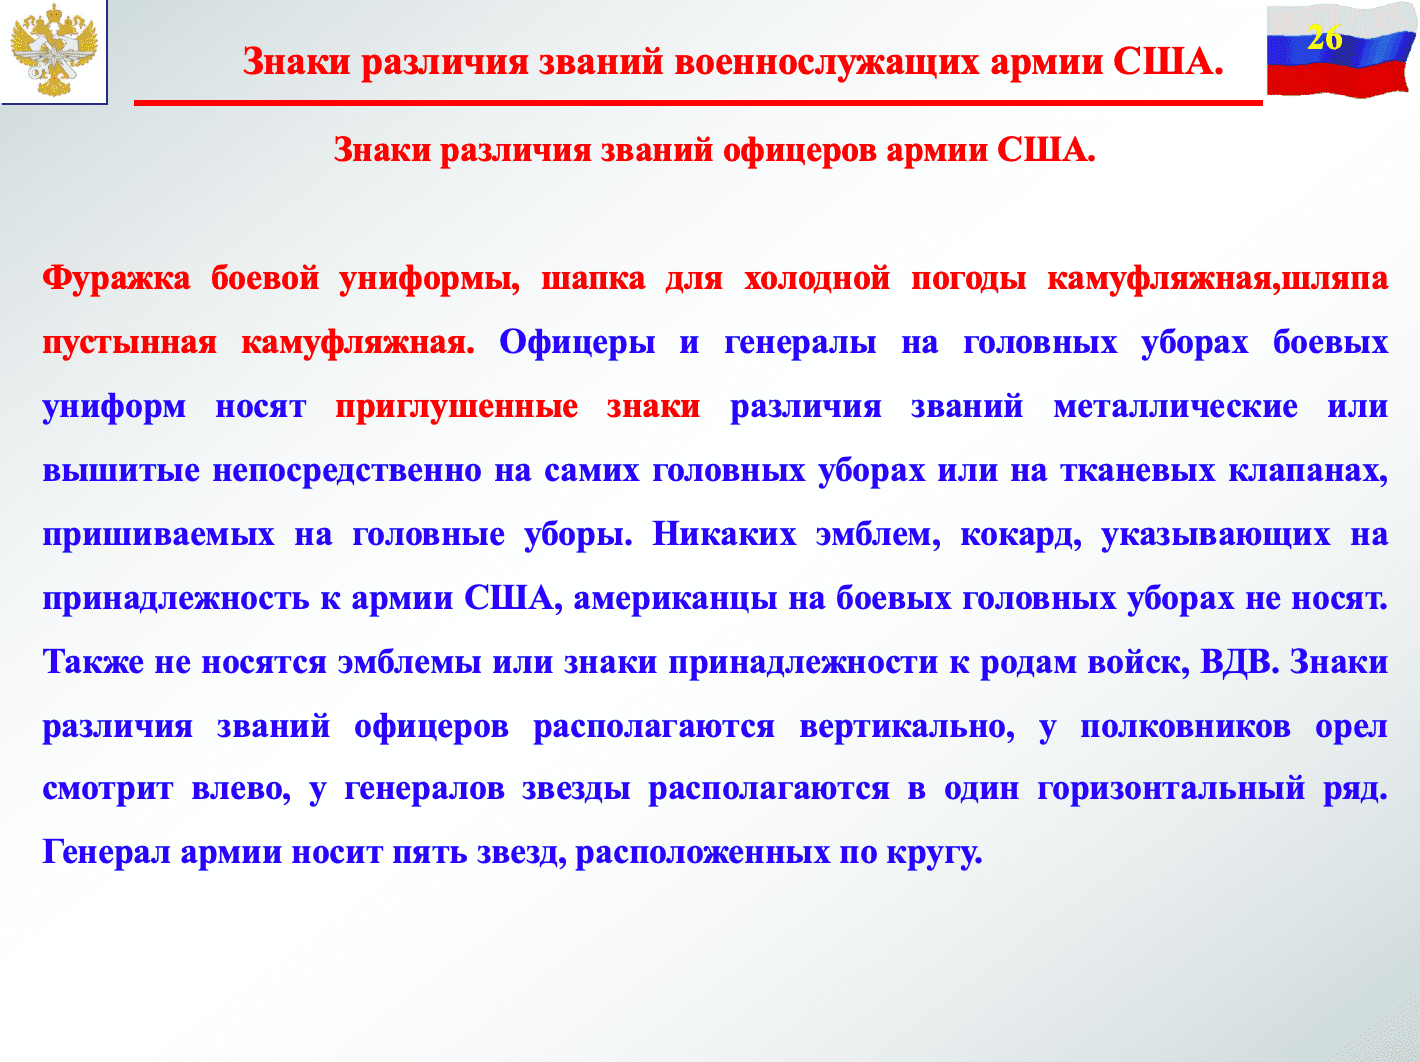 26
Знаки различия званий военнослужащих армии США.
Знаки различия званий офицеров армии США.
Фуражка боевой униформы, шапка для холодной погоды камуфляжная,шляпа
пустынная камуфляжная. Офицеры и генералы на головных уборах боевых
униформ носят приглушенные знаки различия званий металлические или
вышитые непосредственно на самих головных уборах или на тканевых клапанах,
пришиваемых на головные уборы. Никаких эмблем, кокард, указывающих на
принадлежность к армии США, американцы на боевых головных уборах не носят.
Также не носятся эмблемы или знаки принадлежности к родам войск, ВДВ. Знаки
различия званий офицеров располагаются вертикально, у полковников орел
смотрит влево, у генералов звезды располагаются в один горизонтальный ряд.
Генерал армии носит пять звезд, расположенных по кругу.